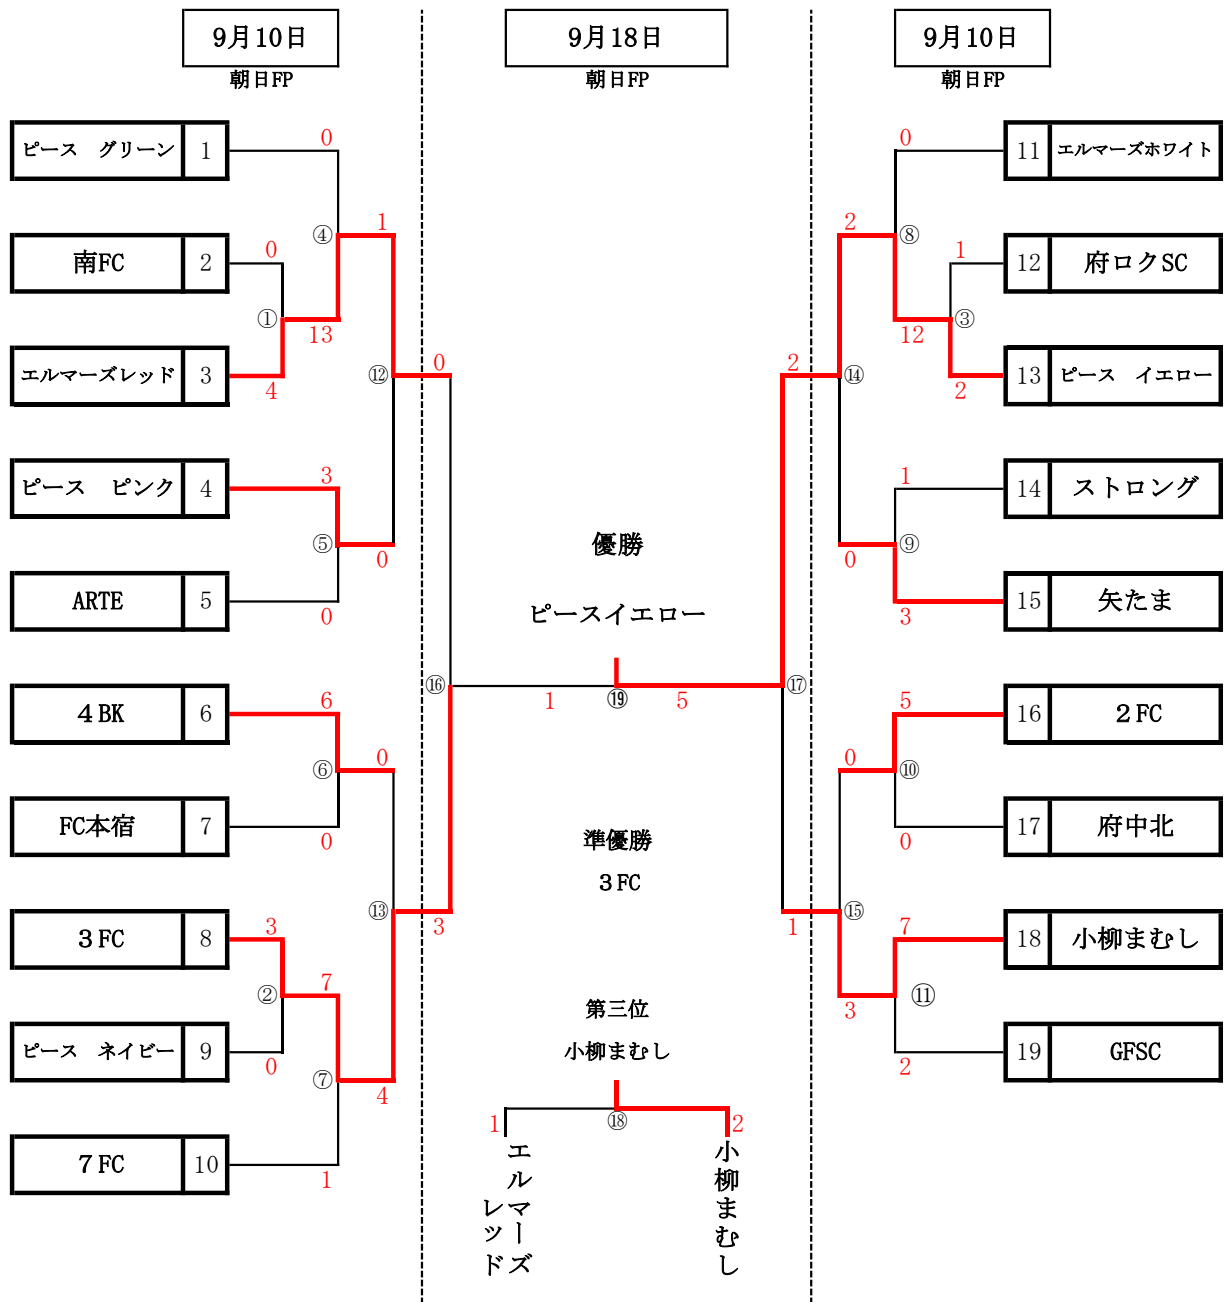 9月10日
9月18日
9月10日
朝日FP
朝日FP
朝日FP
ピース　グリーン 1
0
0
11 エルマーズホワイト
④
1
2
⑧
南FC 2
0
1
12 府ロクSC
①
13
12
③
エルマーズレッド 3
4
⑫
0
2
⑭
2
13 ピース　イエロー
ピース　ピンク 4
3
1
14 ストロング
⑤
0
優勝
0
⑨
ARTE 5
0
ピースイエロー
3
15 矢たま
⑯
1
⑲
5
⑰
４BK 6
6
5
16 ２FC
⑥
0
0
⑩
FC本宿 7
0
準優勝
0
17 府中北
３FC
⑬
3
1
⑮
３FC 8
3
7
18 小柳まむし
②
7
第三位
3
⑪
ピース　ネイビー 9
0
小柳まむし
2
19 GFSC
⑦
4
1
⑱
2
７FC 10
1
エルマーズ
レッド
小柳まむし